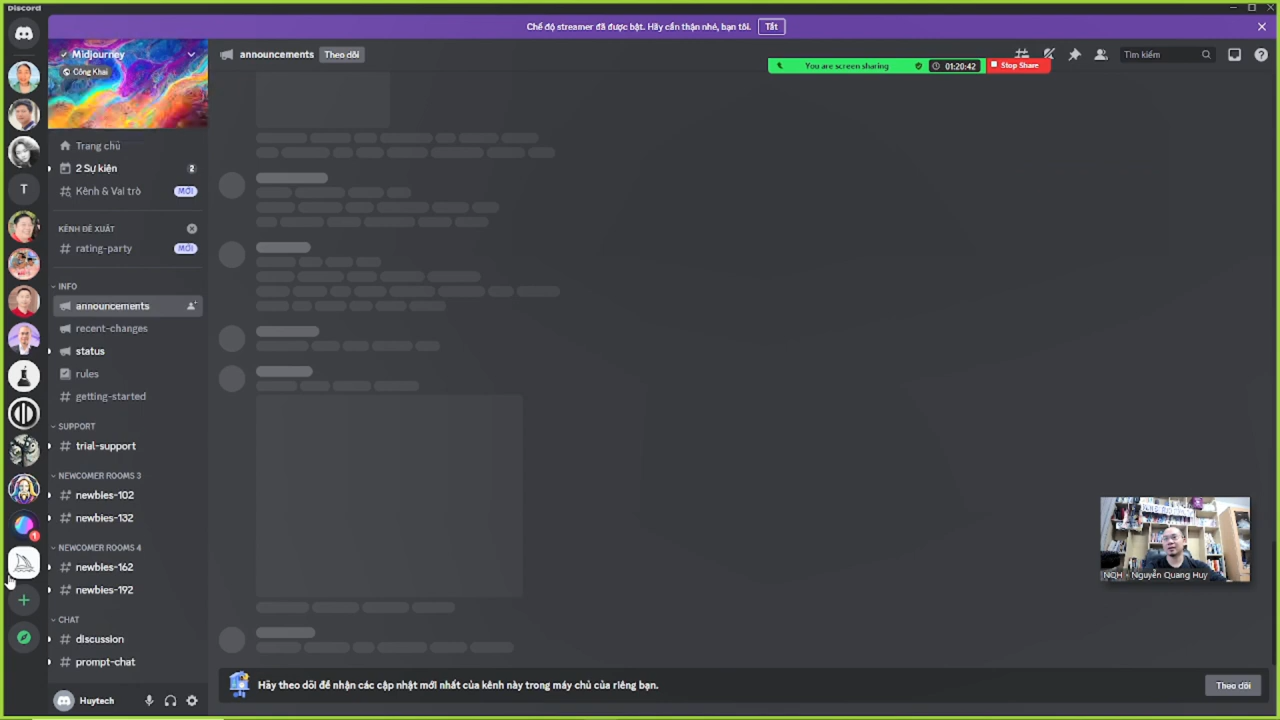 Discord
Chế độ streamer đã được bật. Hãy cẩn thận nhé, bạn tôi.
Tắt
Midjourney
Công Khai
announcements
Theo dõi
Tìm kiếm
You are screen sharing
01:20:42
Stop Share
Trang chủ
2 Sự kiện
2
Kênh & Vai trò
MỚI
KÊNH ĐỀ XUẤT
rating-party
MỚI
INFO
announcements
recent-changes
status
rules
getting-started
SUPPORT
trial-support
NEWCOMER ROOMS 3
newbies-102
newbies-132
NEWCOMER ROOMS 4
newbies-162
newbies-192
CHAT
discussion
prompt-chat
T
1
Huytech
NQH - Nguyễn Quang Huy
Hãy theo dõi để nhận các cập nhật mới nhất của kênh này trong máy chủ của riêng bạn.
Theo dõi